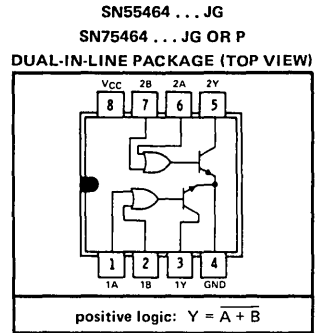 SN55464 . . . JG
SN75464 . . . JG OR P
DUAL-IN-LINE PACKAGE (TOP VIEW)
VCC 2B 2A 2Y
8 7 6 5
1 2 3 4
1A 1B 1Y GND
positive logic: Y = \overline{A + B}